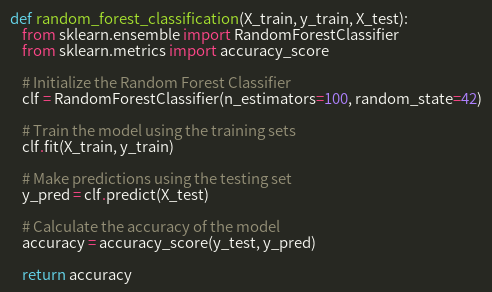 def random_forest_classification(X_train, y_train, X_test):
    from sklearn.ensemble import RandomForestClassifier
    from sklearn.metrics import accuracy_score

    # Initialize the Random Forest Classifier
    clf = RandomForestClassifier(n_estimators=100, random_state=42)

    # Train the model using the training sets
    clf.fit(X_train, y_train)

    # Make predictions using the testing set
    y_pred = clf.predict(X_test)

    # Calculate the accuracy of the model
    accuracy = accuracy_score(y_test, y_pred)

    return accuracy